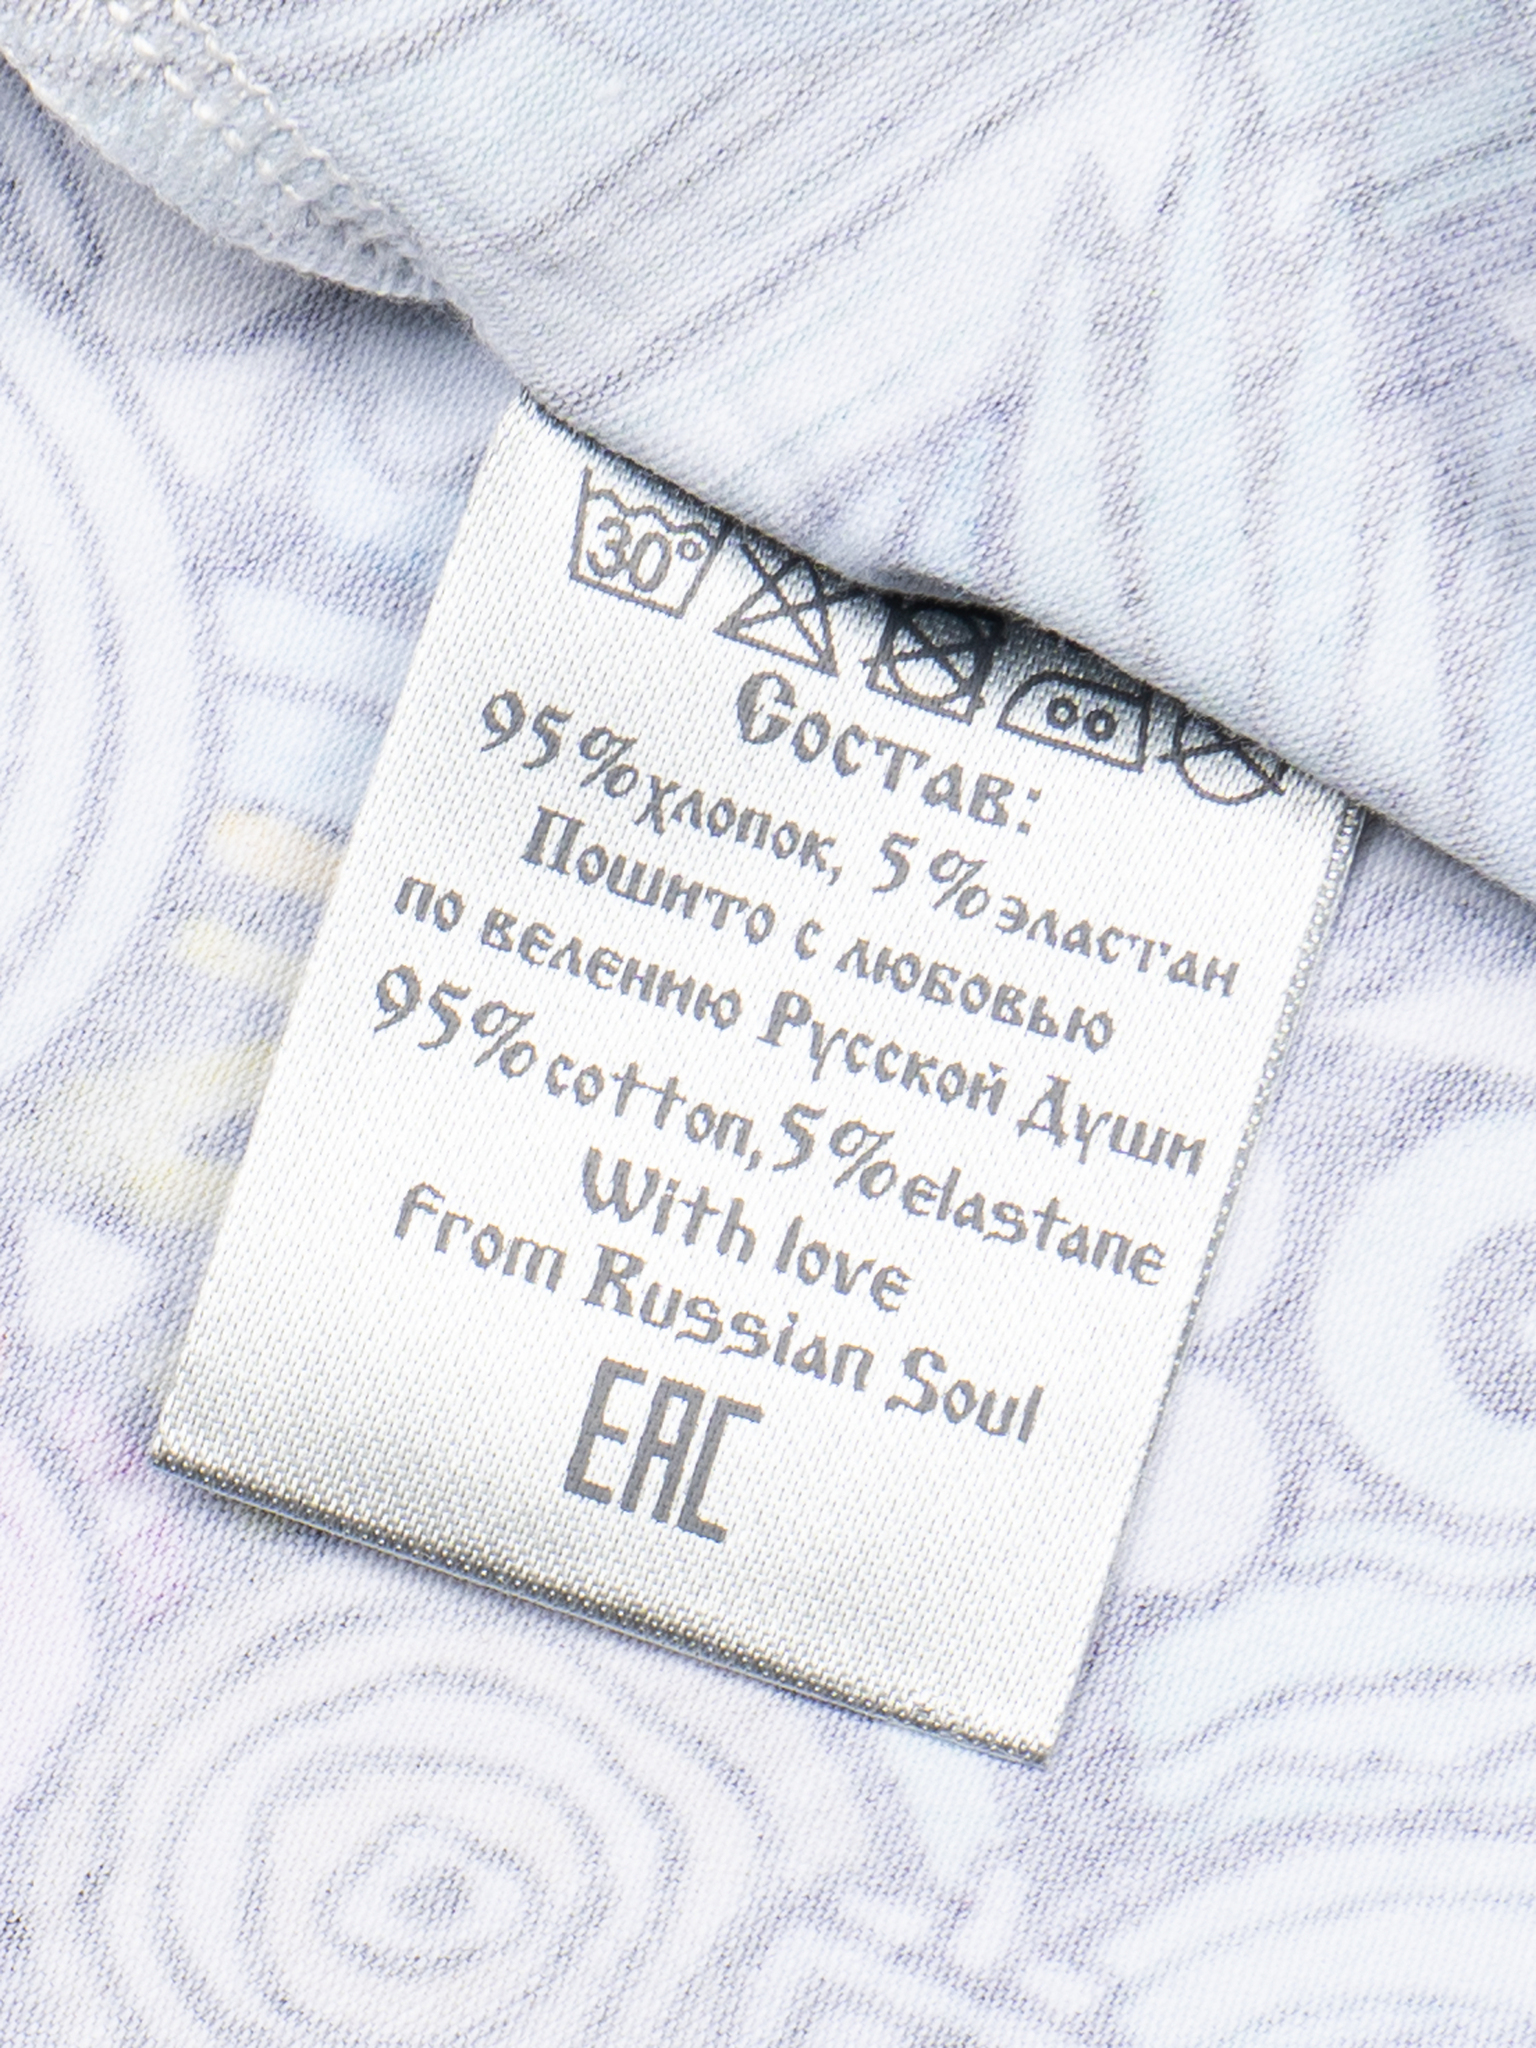 30°
Состав:
95% хлопок, 5% эластан
Пошито с любовью
по велению Русской Души
95% cotton, 5% elastane
With love
from Russian Soul
EAC